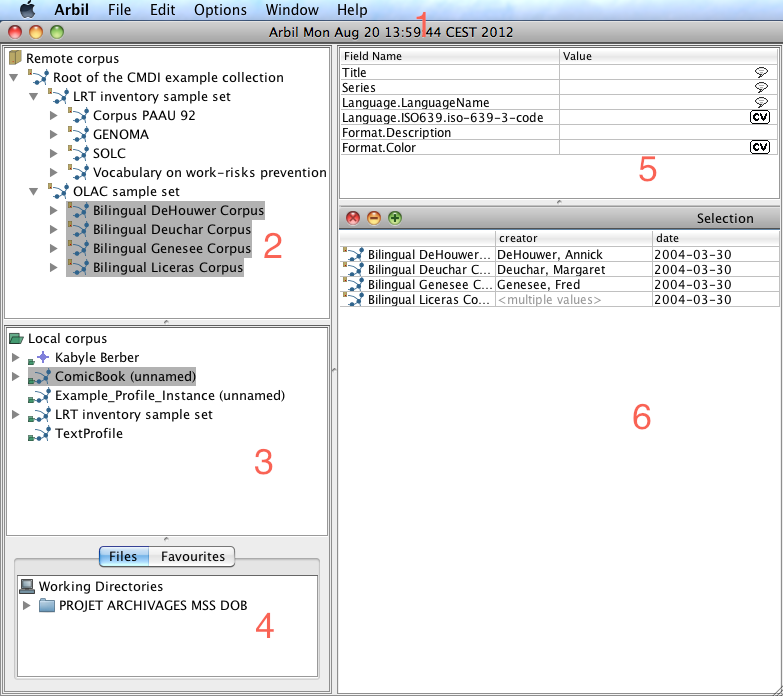 Arbil File Edit Options Window Help
1
Arbil Mon Aug 20 13:59:44 CEST 2012
Remote corpus
Root of the CMDI example collection
LRT inventory sample set
Corpus PAAU 92
GENOMA
SOLC
Vocabulary on work-risks prevention
OLAC sample set
Bilingual DeHouwer Corpus
Bilingual Deuchar Corpus
Bilingual Genesee Corpus
Bilingual Liceras Corpus
2
Local corpus
Kabyle Berber
ComicBook (unnamed)
Example_Profile_Instance (unnamed)
LRT inventory sample set
TextProfile
3
Files Favourites
Working Directories
PROJET ARCHIVAGES MSS DOB
4
Field Name Value
Title
Series
Language.LanguageName
Language.ISO639.iso-639-3-code CV
Format.Description
Format.Color CV
5
Selection
creator date
Bilingual DeHouwer... DeHouwer, Annick 2004-03-30
Bilingual Deuchar C... Deuchar, Margaret 2004-03-30
Bilingual Genesee C... Genesee, Fred 2004-03-30
Bilingual Liceras Co... <multiple values> 2004-03-30
6